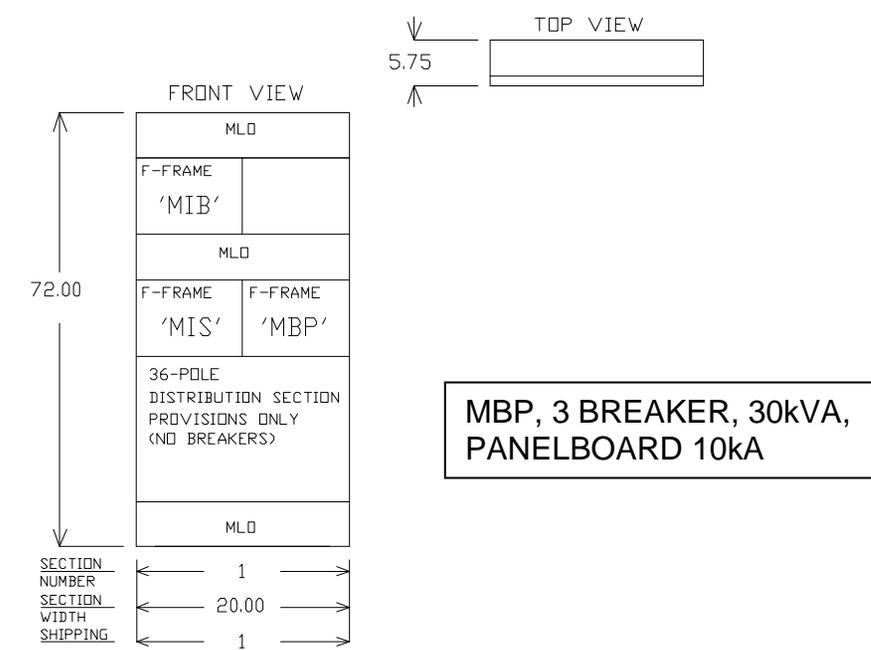 TOP VIEW
5.75
FRONT VIEW
MLO
F-FRAME
'MIB'
MLO
72.00
F-FRAME F-FRAME
'MIS' 'MBP'
36-POLE
DISTRIBUTION SECTION
PROVISIONS ONLY
(NO BREAKERS)
MBP, 3 BREAKER, 30kVA,
PANELBOARD 10kA
MLO
SECTION
NUMBER
1
SECTION
WIDTH
20.00
SHIPPING
1